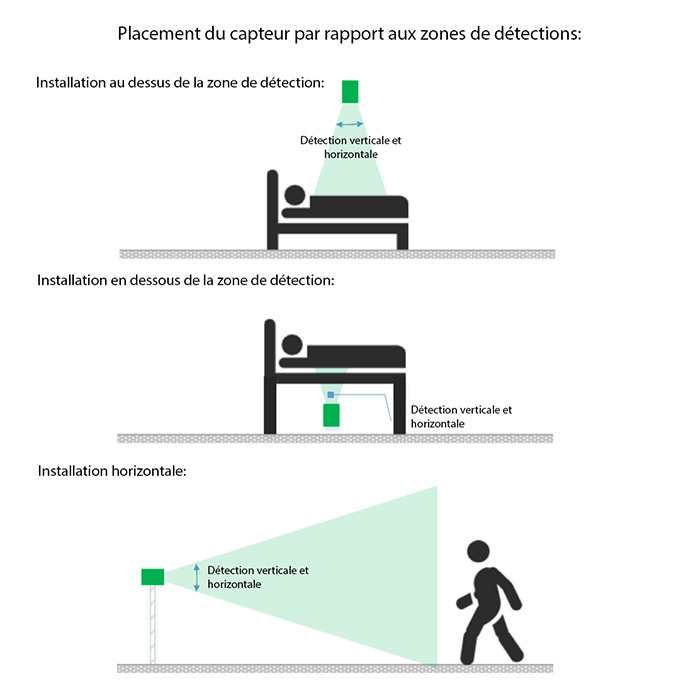 Placement du capteur par rapport aux zones de détections:
Installation au dessus de la zone de détection:
Détection verticale et
horizontale
Installation en dessous de la zone de détection:
Détection verticale et
horizontale
Installation horizontale:
Détection verticale et
horizontale